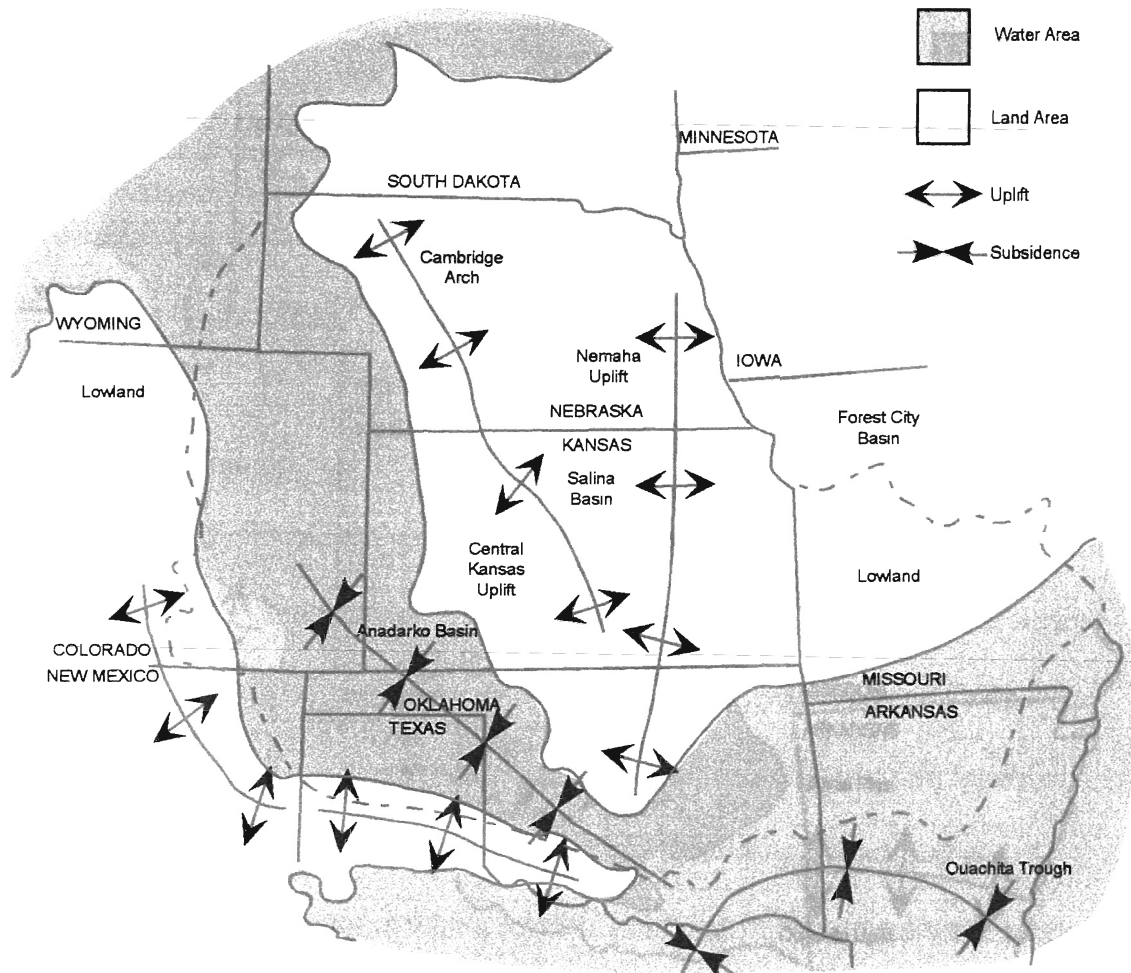 Water Area
Land Area
Uplift
Subsidence
MINNESOTA
SOUTH DAKOTA
Cambridge
Arch
WYOMING
Lowland
Nemaha
Uplift
IOWA
NEBRASKA
KANSAS
Forest City
Basin
Salina
Basin
Central
Kansas
Uplift
Lowland
Anadarko Basin
COLORADO
NEW MEXICO
OKLAHOMA
TEXAS
MISSOURI
ARKANSAS
Ouachita Trough